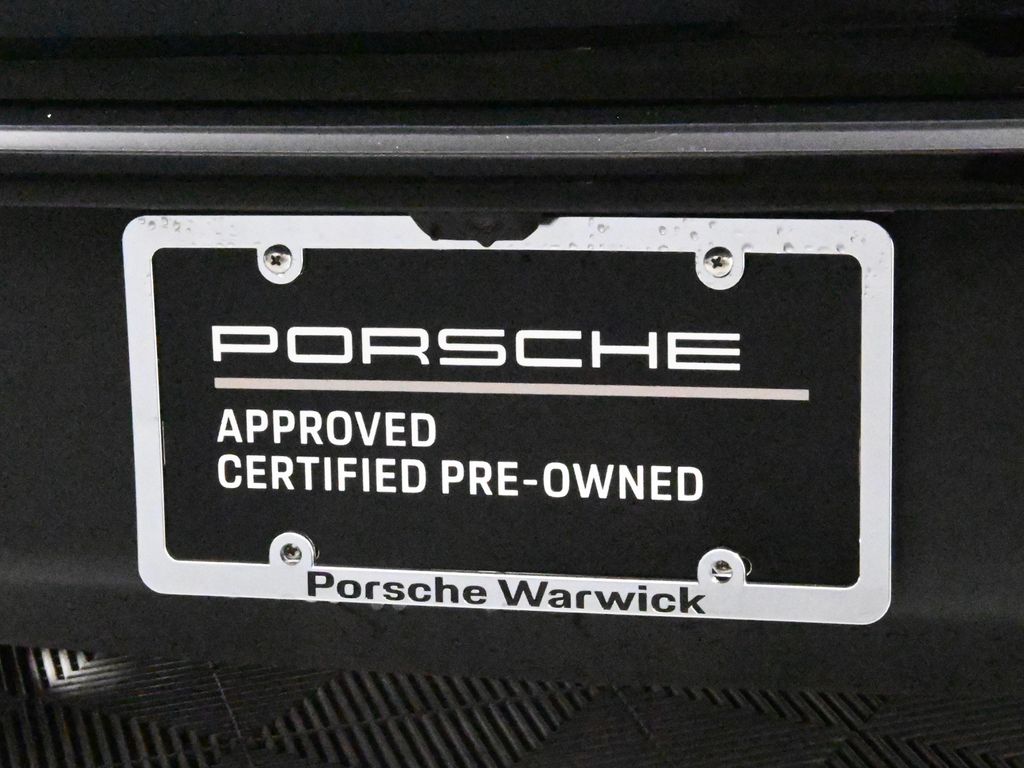 PORSCHE
APPROVED
CERTIFIED PRE-OWNED
Porsche Warwick